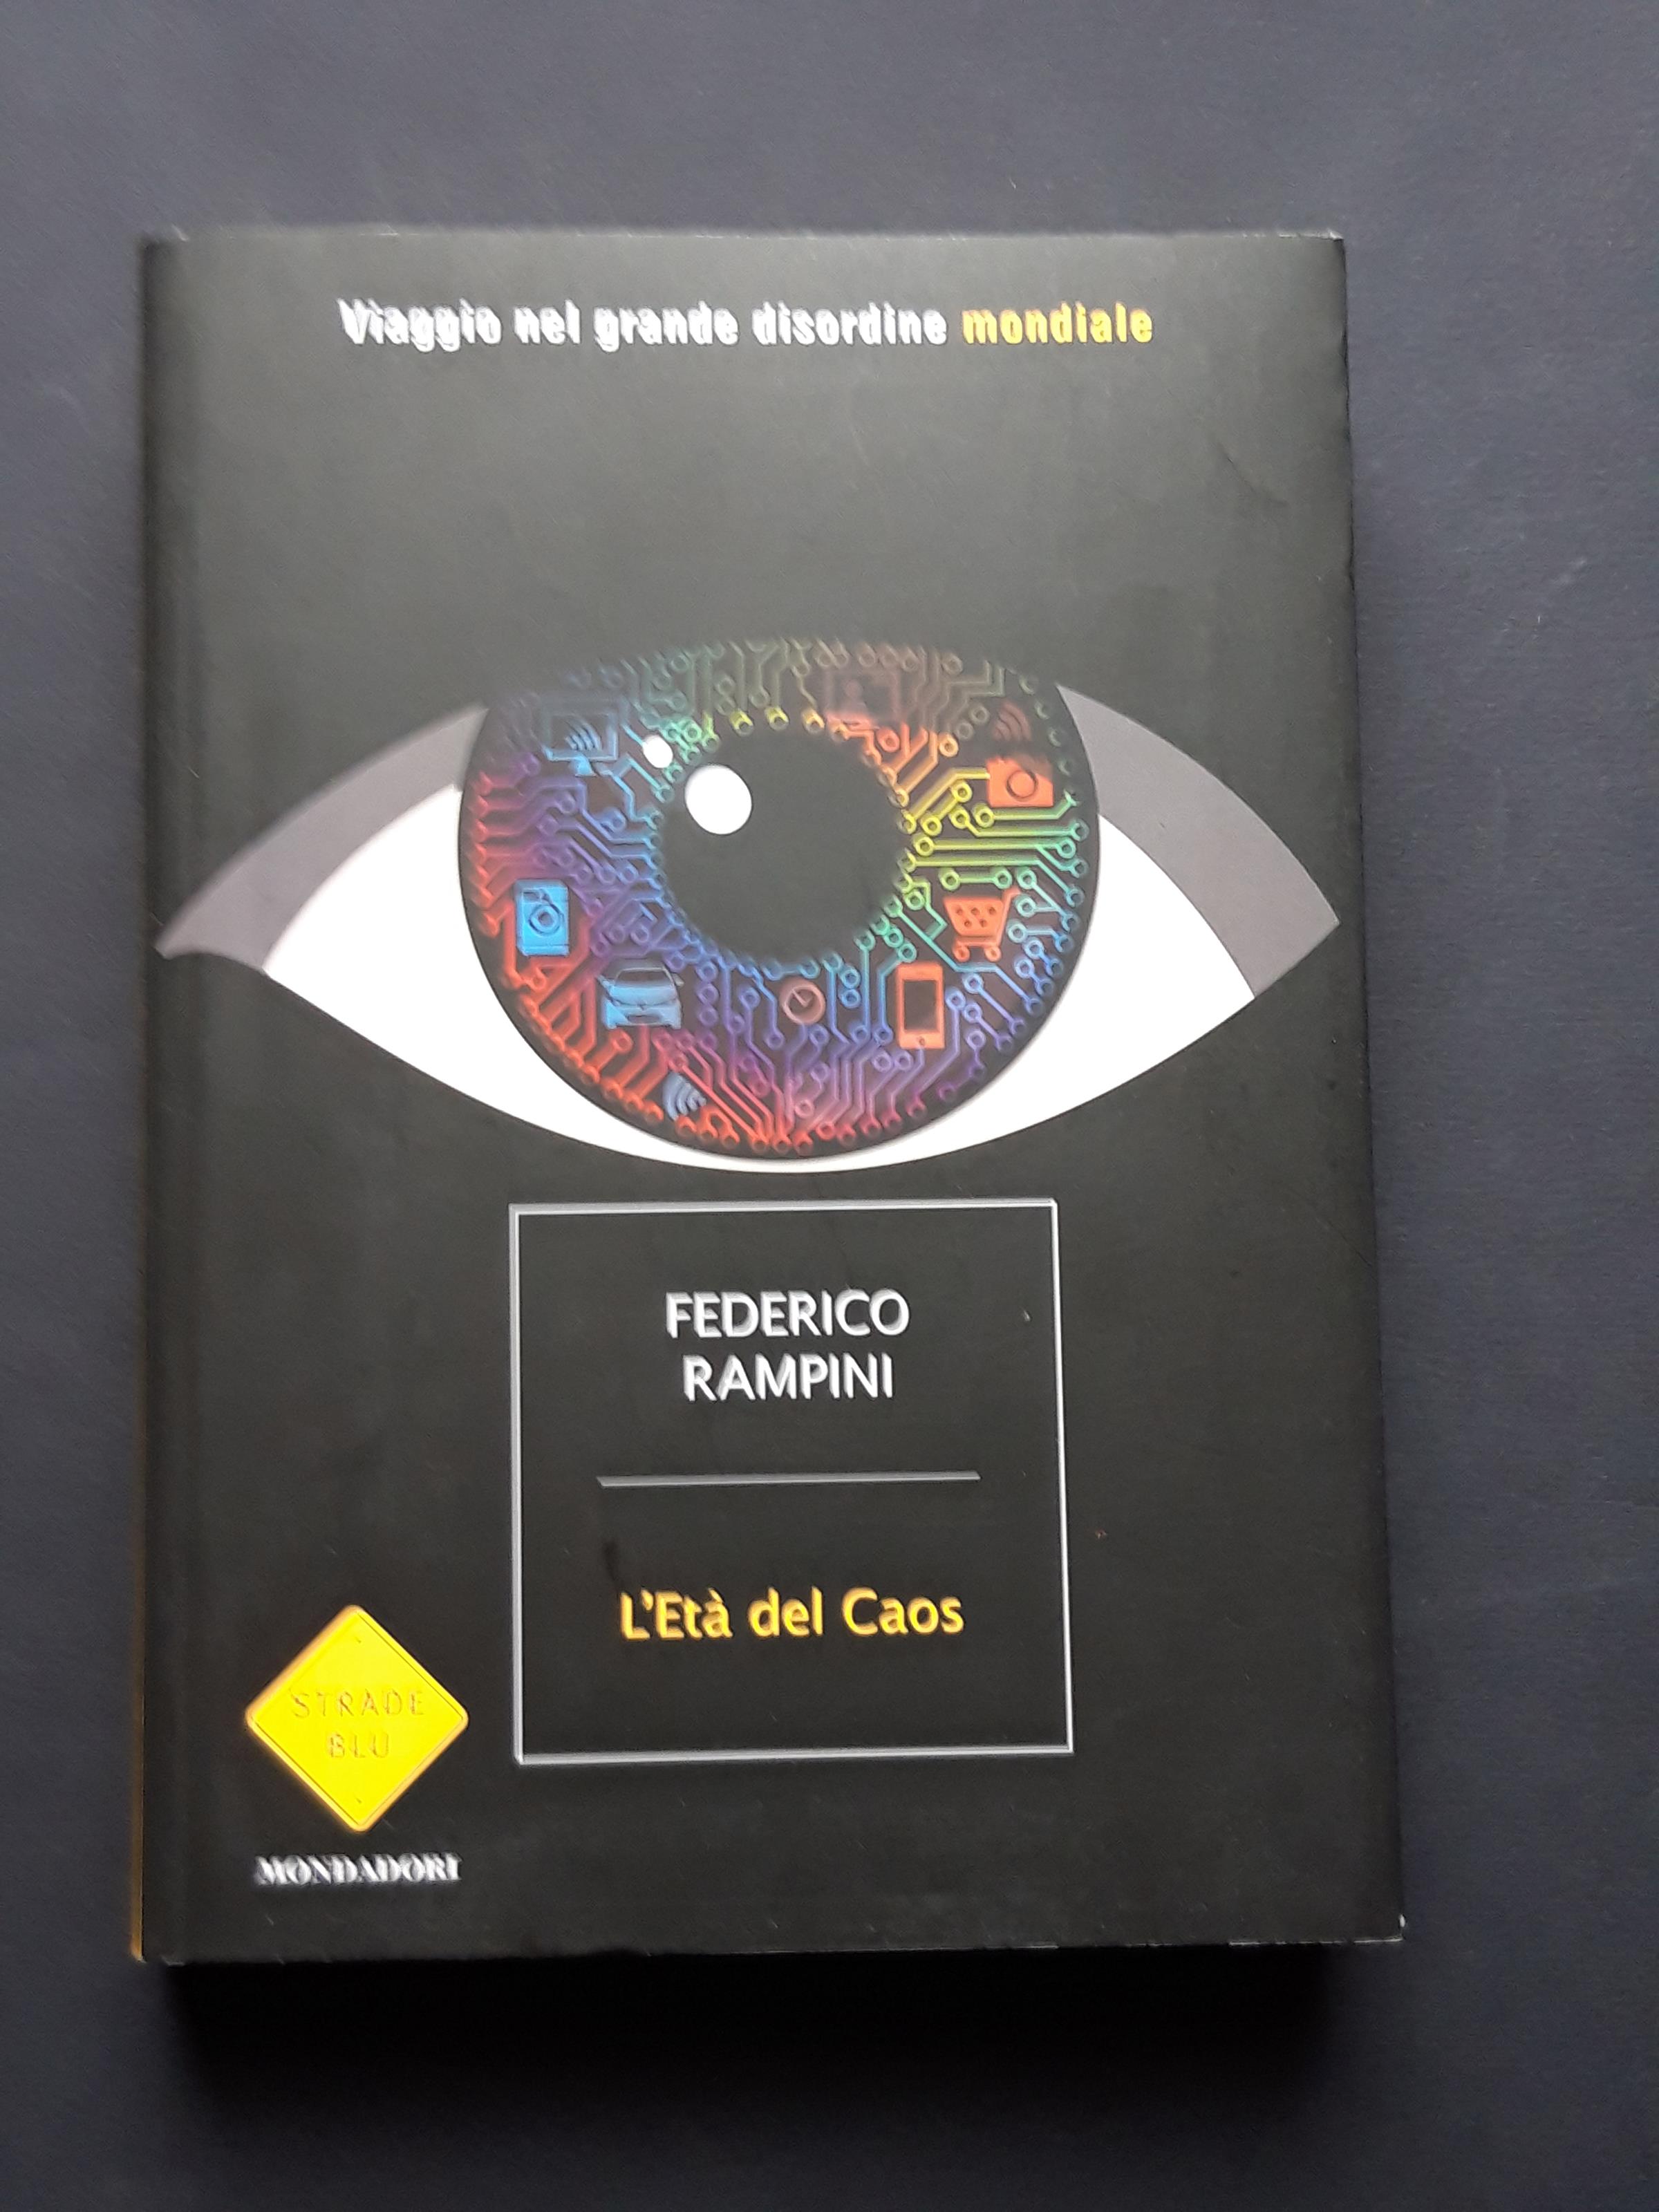 Viaggio nel grande disordine mondiale
FEDERICO
RAMPINI
L'Età del Caos
STRADE
BLU
MONDADORI